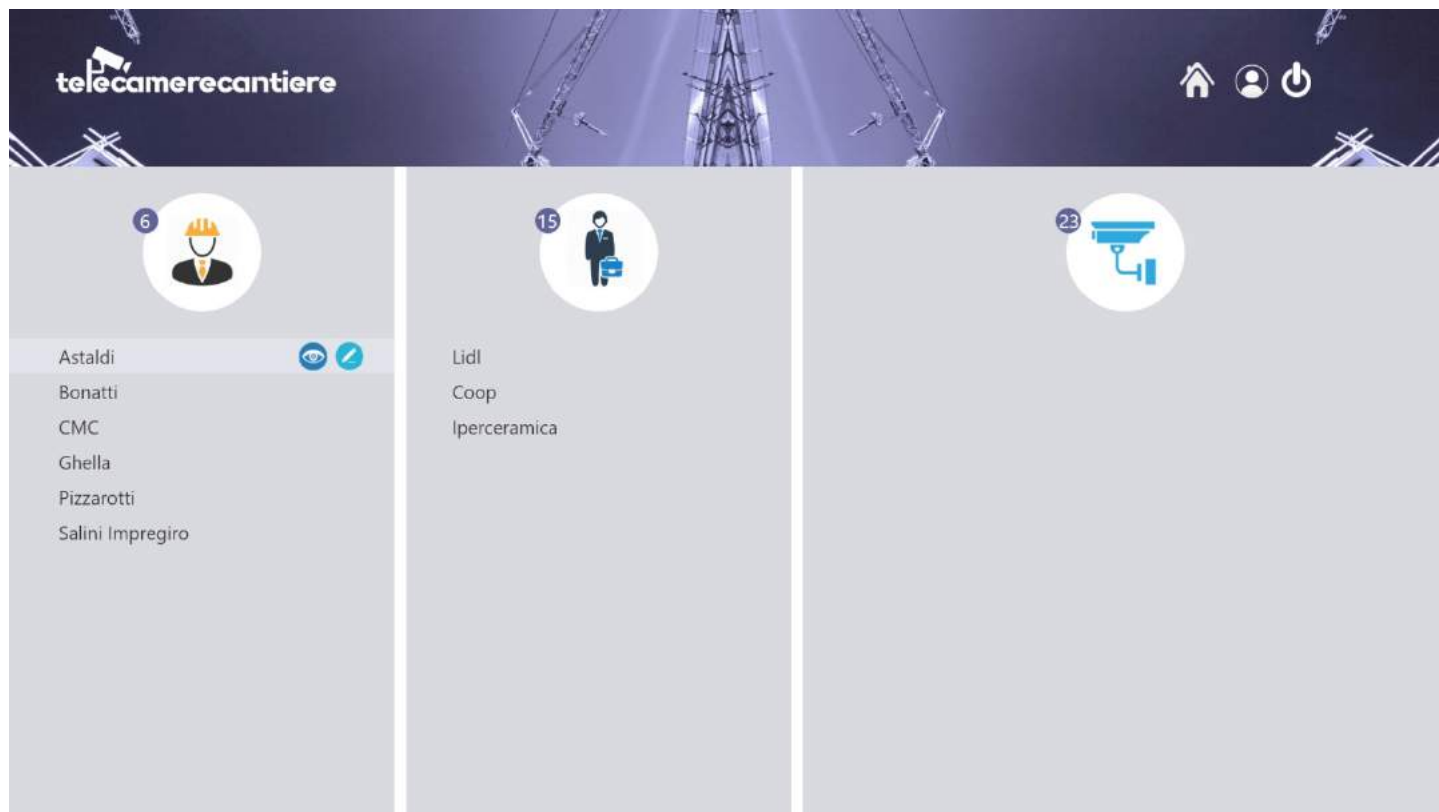 telecamerecantiere
6
Astaldi
Bonatti
CMC
Ghella
Pizzarotti
Salini Impregiro
15
Lidl
Coop
Iperceramica
23